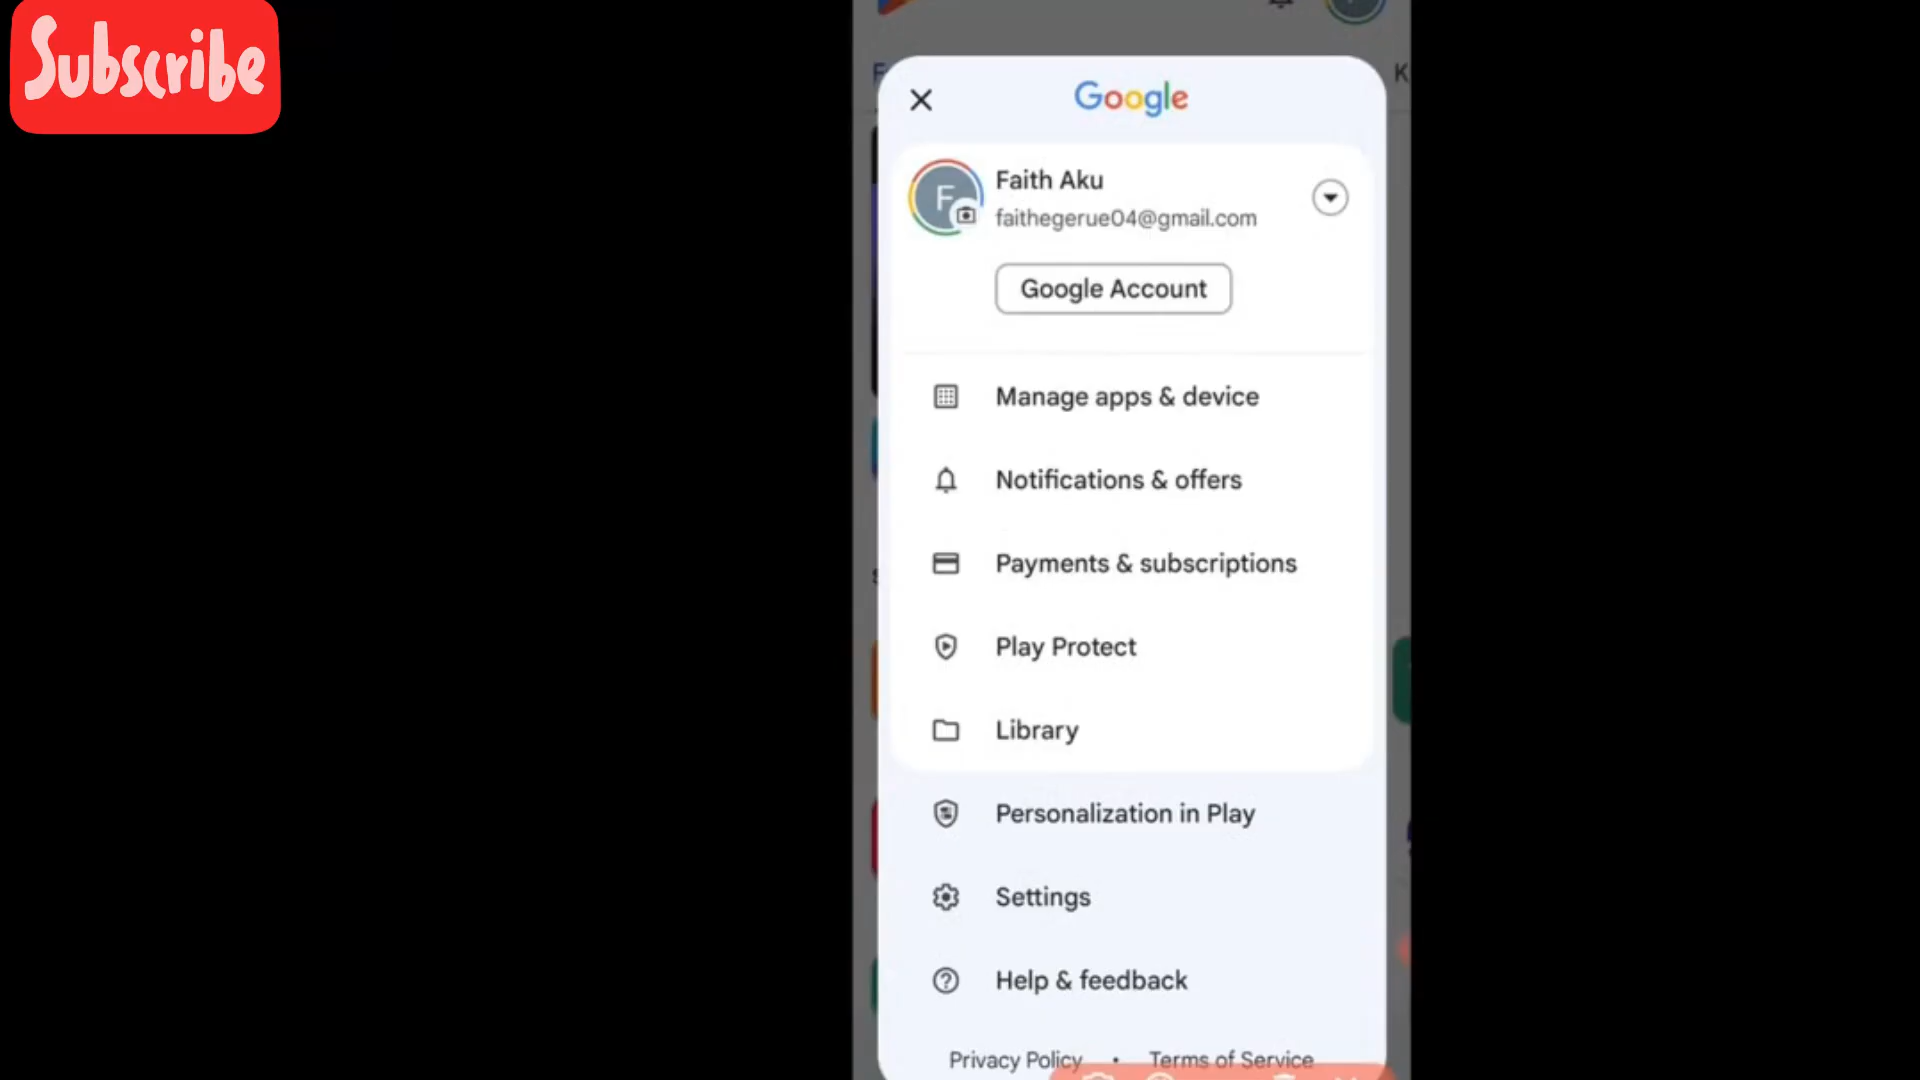 Subscribe
Google
F
Faith Aku
faithegerue04@gmail.com
Google Account
Manage apps & device
Notifications & offers
Payments & subscriptions
Play Protect
Library
Personalization in Play
Settings
Help & feedback
Privacy Policy • Terms of Service